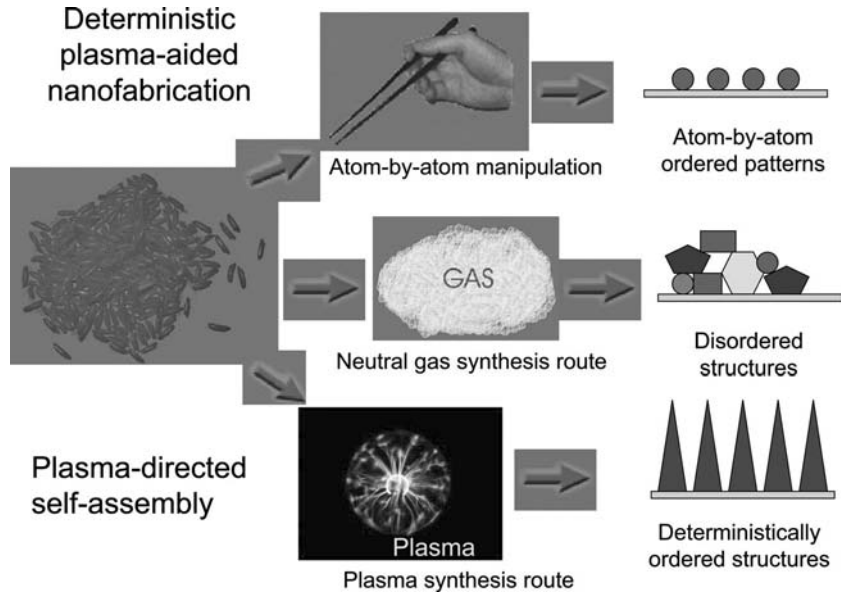 Deterministic
plasma-aided
nanofabrication
Atom-by-atom manipulation
Atom-by-atom
ordered patterns
GAS
Neutral gas synthesis route
Disordered
structures
Plasma-directed
self-assembly
Plasma
Plasma synthesis route
Deterministically
ordered structures